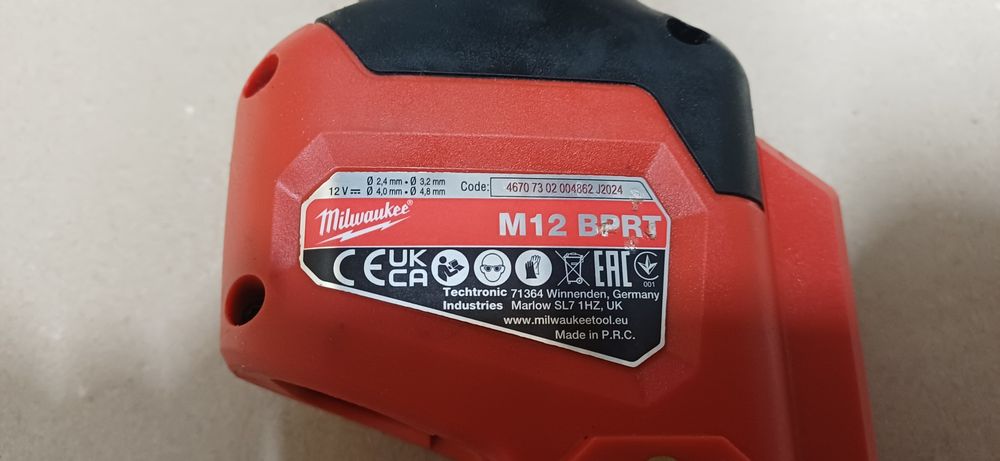 12 V ⎓ Ø 2,4 mm • Ø 3,2 mm
Ø 4,0 mm • Ø 4,8 mm
Code: 4670 73 02 004862 J2024
Milwaukee®
M12 BPRT
CE UK CA EAC
001
Techtronic Industries
71364 Winnenden, Germany
Marlow SL7 1HZ, UK
www.milwaukeetool.eu
Made in P.R.C.